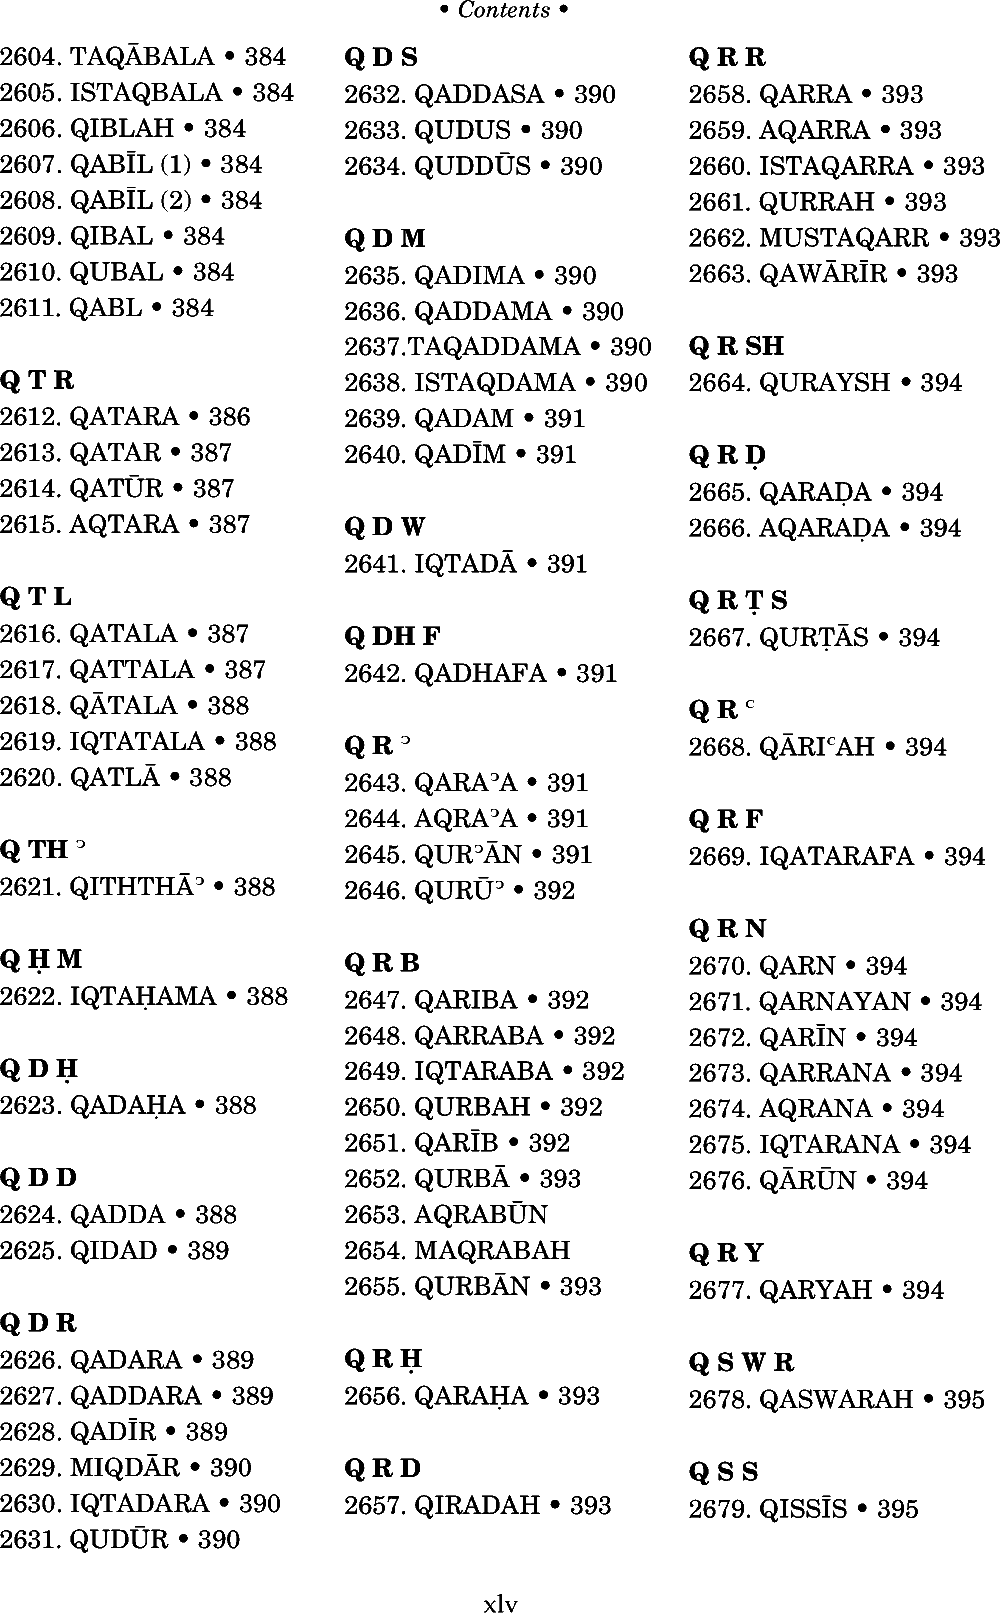 • Contents •
2604. TAQĀBALA • 384
2605. ISTAQBALA • 384
2606. QIBLAH • 384
2607. QABĪL (1) • 384
2608. QABĪL (2) • 384
2609. QIBAL • 384
2610. QUBAL • 384
2611. QABL • 384
Q T R
2612. QATARA • 386
2613. QATAR • 387
2614. QATŪR • 387
2615. AQTARA • 387
Q T L
2616. QATALA • 387
2617. QATTALA • 387
2618. QĀTALA • 388
2619. IQTATALA • 388
2620. QATLĀ • 388
Q TH ʾ
2621. QITHTHĀʾ • 388
Q Ḥ M
2622. IQTAḤAMA • 388
Q D Ḥ
2623. QADAḤA • 388
Q D D
2624. QADDA • 388
2625. QIDAD • 389
Q D R
2626. QADARA • 389
2627. QADDARA • 389
2628. QADĪR • 389
2629. MIQDĀR • 390
2630. IQTADARA • 390
2631. QUDŪR • 390
Q D S
2632. QADDASA • 390
2633. QUDUS • 390
2634. QUDDŪS • 390
Q D M
2635. QADIMA • 390
2636. QADDAMA • 390
2637.TAQADDAMA • 390
2638. ISTAQDAMA • 390
2639. QADAM • 391
2640. QADĪM • 391
Q D W
2641. IQTADĀ • 391
Q DH F
2642. QADHAFA • 391
Q R ʾ
2643. QARAʾA • 391
2644. AQRAʾA • 391
2645. QURʾĀN • 391
2646. QURŪʾ • 392
Q R B
2647. QARIBA • 392
2648. QARRABA • 392
2649. IQTARABA • 392
2650. QURBAH • 392
2651. QARĪB • 392
2652. QURBĀ • 393
2653. AQRABŪN
2654. MAQRABAH
2655. QURBĀN • 393
Q R Ḥ
2656. QARAḤA • 393
Q R D
2657. QIRADAH • 393
Q R R
2658. QARRA • 393
2659. AQARRA • 393
2660. ISTAQARRA • 393
2661. QURRAH • 393
2662. MUSTAQARR • 393
2663. QAWĀRĪR • 393
Q R SH
2664. QURAYSH • 394
Q R Ḍ
2665. QARAḌA • 394
2666. AQARAḌA • 394
Q R Ṭ S
2667. QURṬĀS • 394
Q R ʿ
2668. QĀRIʿAH • 394
Q R F
2669. IQATARAFA • 394
Q R N
2670. QARN • 394
2671. QARNAYAN • 394
2672. QARĪN • 394
2673. QARRANA • 394
2674. AQRANA • 394
2675. IQTARANA • 394
2676. QĀRŪN • 394
Q R Y
2677. QARYAH • 394
Q S W R
2678. QASWARAH • 395
Q S S
2679. QISSĪS • 395
xlv